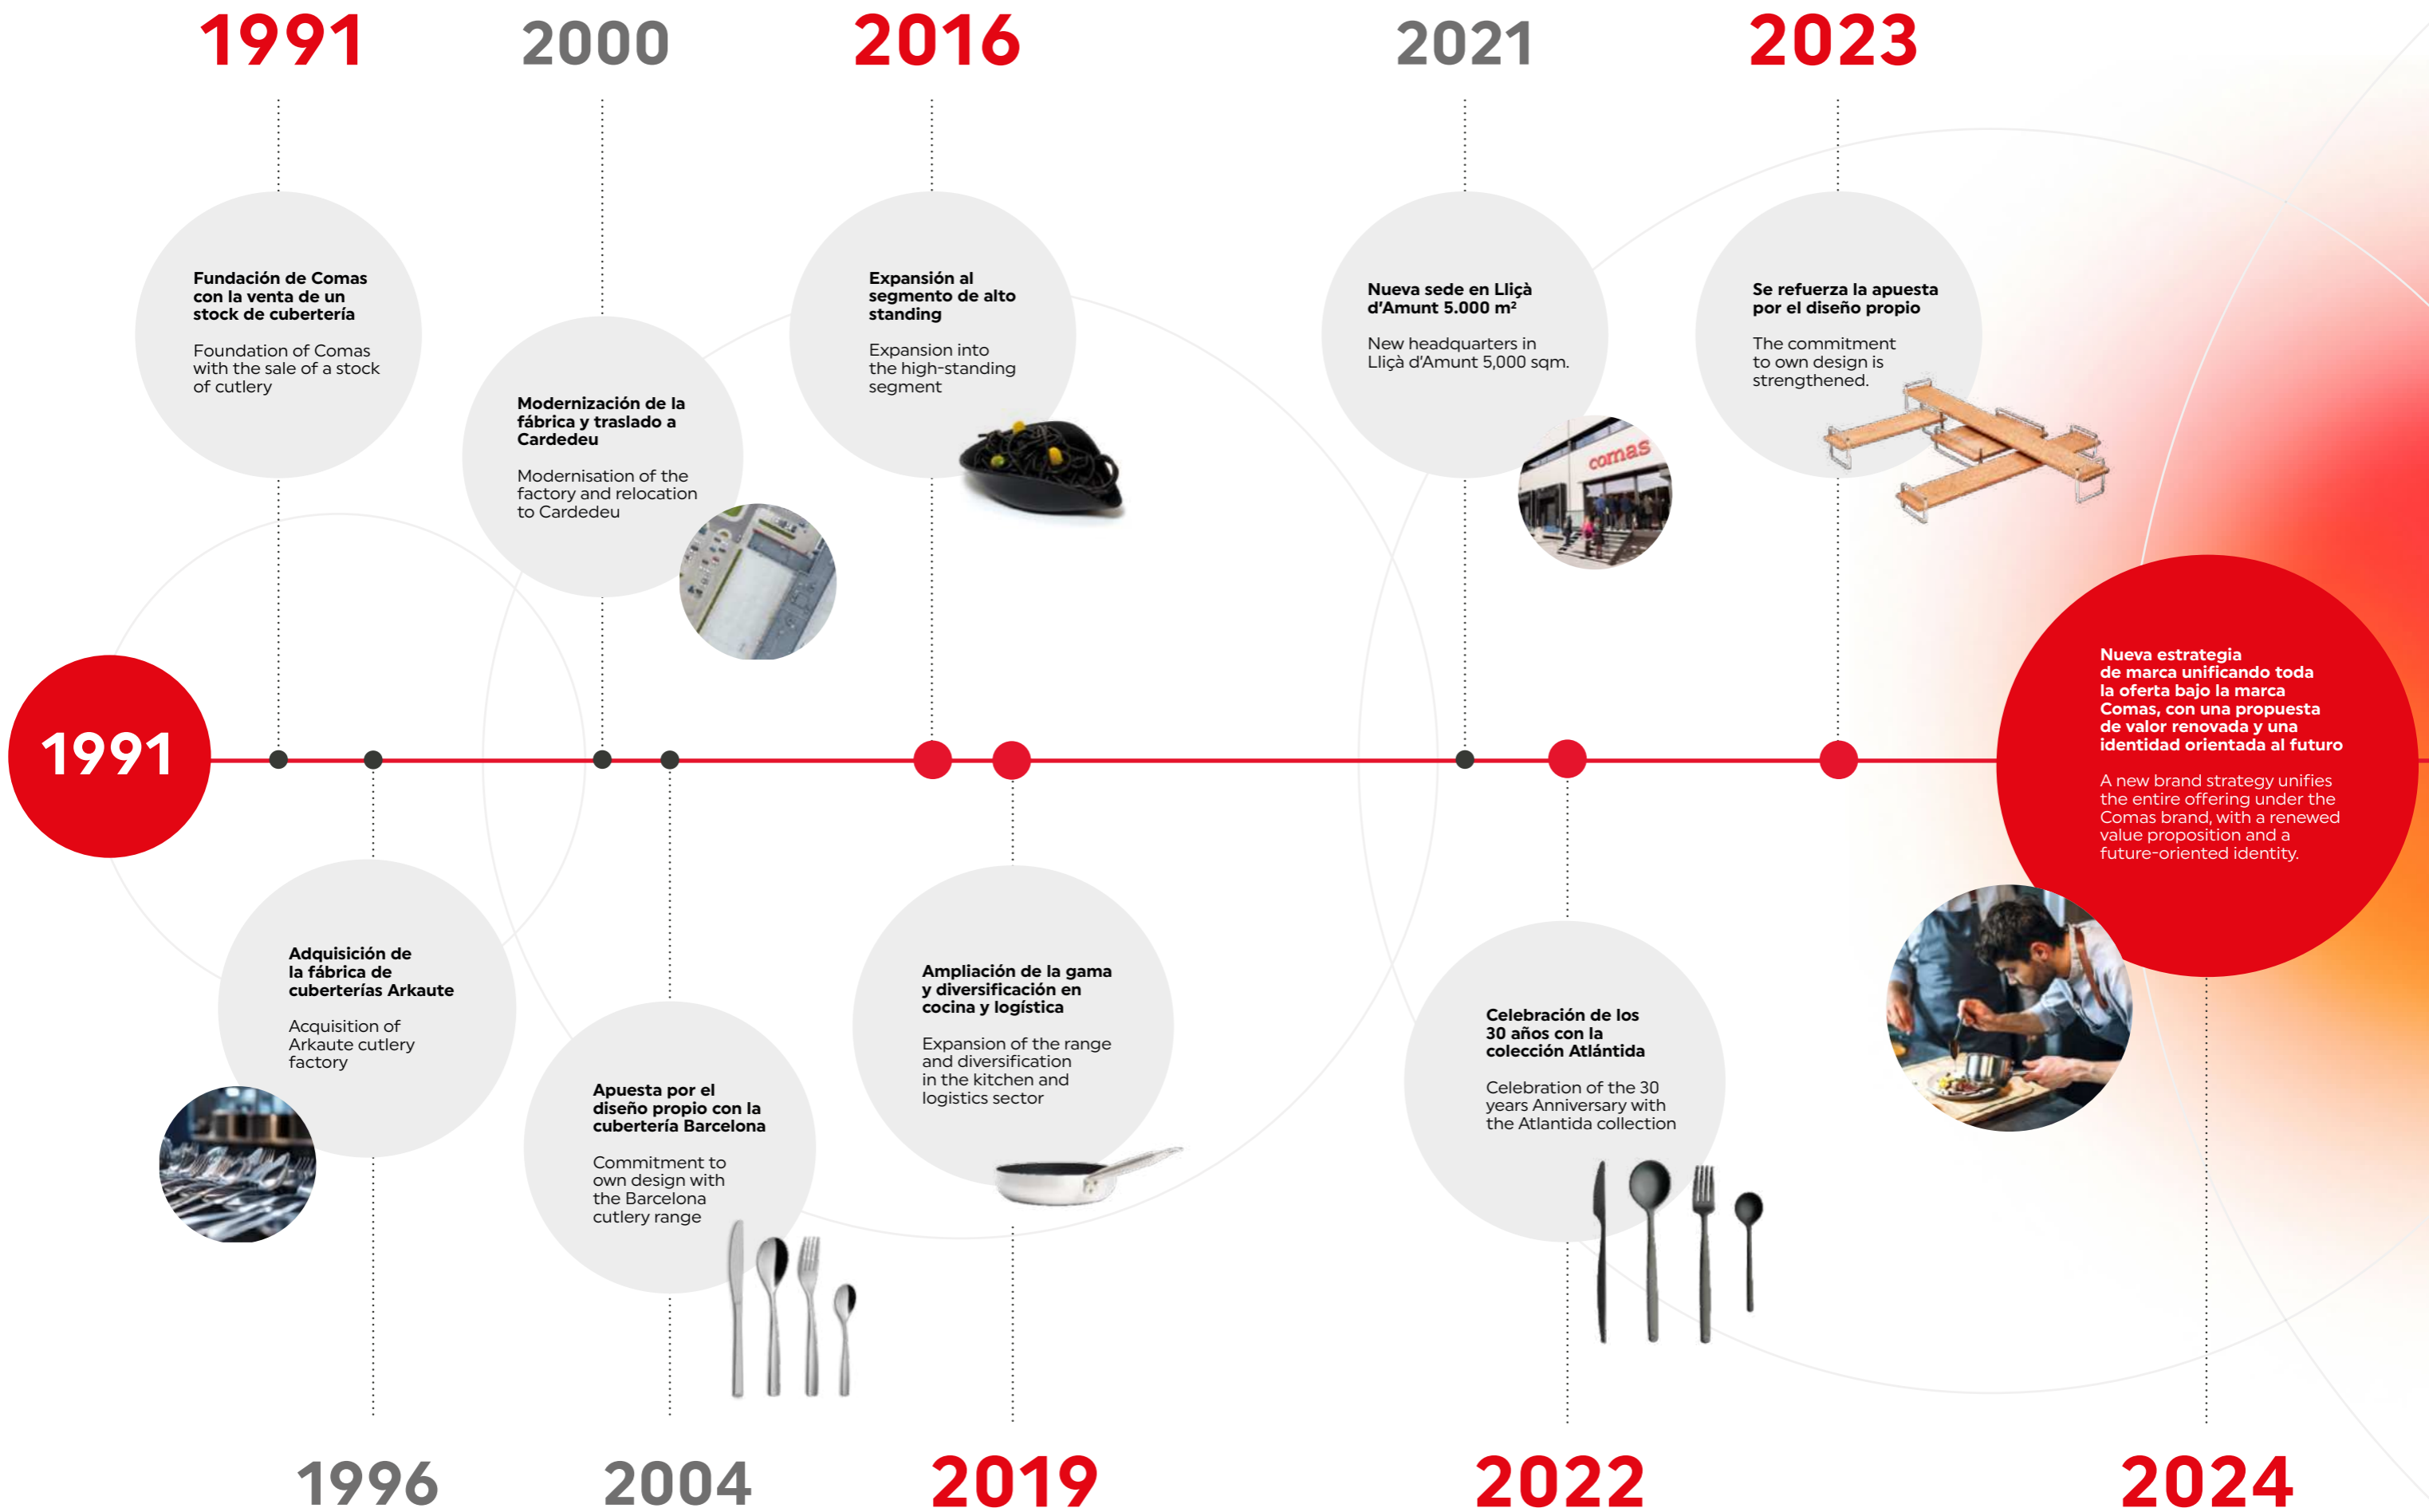 1991
2000
2016
2021
2023
Fundación de Comas
con la venta de un
stock de cubertería
Foundation of Comas
with the sale of a stock
of cutlery
Modernización de la
fábrica y traslado a
Cardedeu
Modernisation of the
factory and relocation
to Cardedeu
Expansión al
segmento de alto
standing
Expansion into
the high-standing
segment
Nueva sede en Lliçà
d'Amunt 5.000 m²
New headquarters in
Lliçà d'Amunt 5,000 sqm.
comas
Se refuerza la apuesta
por el diseño propio
The commitment
to own design is
strengthened.
1991
Nueva estrategia
de marca unificando toda
la oferta bajo la marca
Comas, con una propuesta
de valor renovada y una
identidad orientada al futuro
A new brand strategy unifies
the entire offering under the
Comas brand, with a renewed
value proposition and a
future-oriented identity.
Adquisición de
la fábrica de
cuberterías Arkaute
Acquisition of
Arkaute cutlery
factory
Apuesta por el
diseño propio con la
cubertería Barcelona
Commitment to
own design with
the Barcelona
cutlery range
Ampliación de la gama
y diversificación en
cocina y logística
Expansion of the range
and diversification
in the kitchen and
logistics sector
Celebración de los
30 años con la
colección Atlántida
Celebration of the 30
years Anniversary with
the Atlantida collection
1996
2004
2019
2022
2024